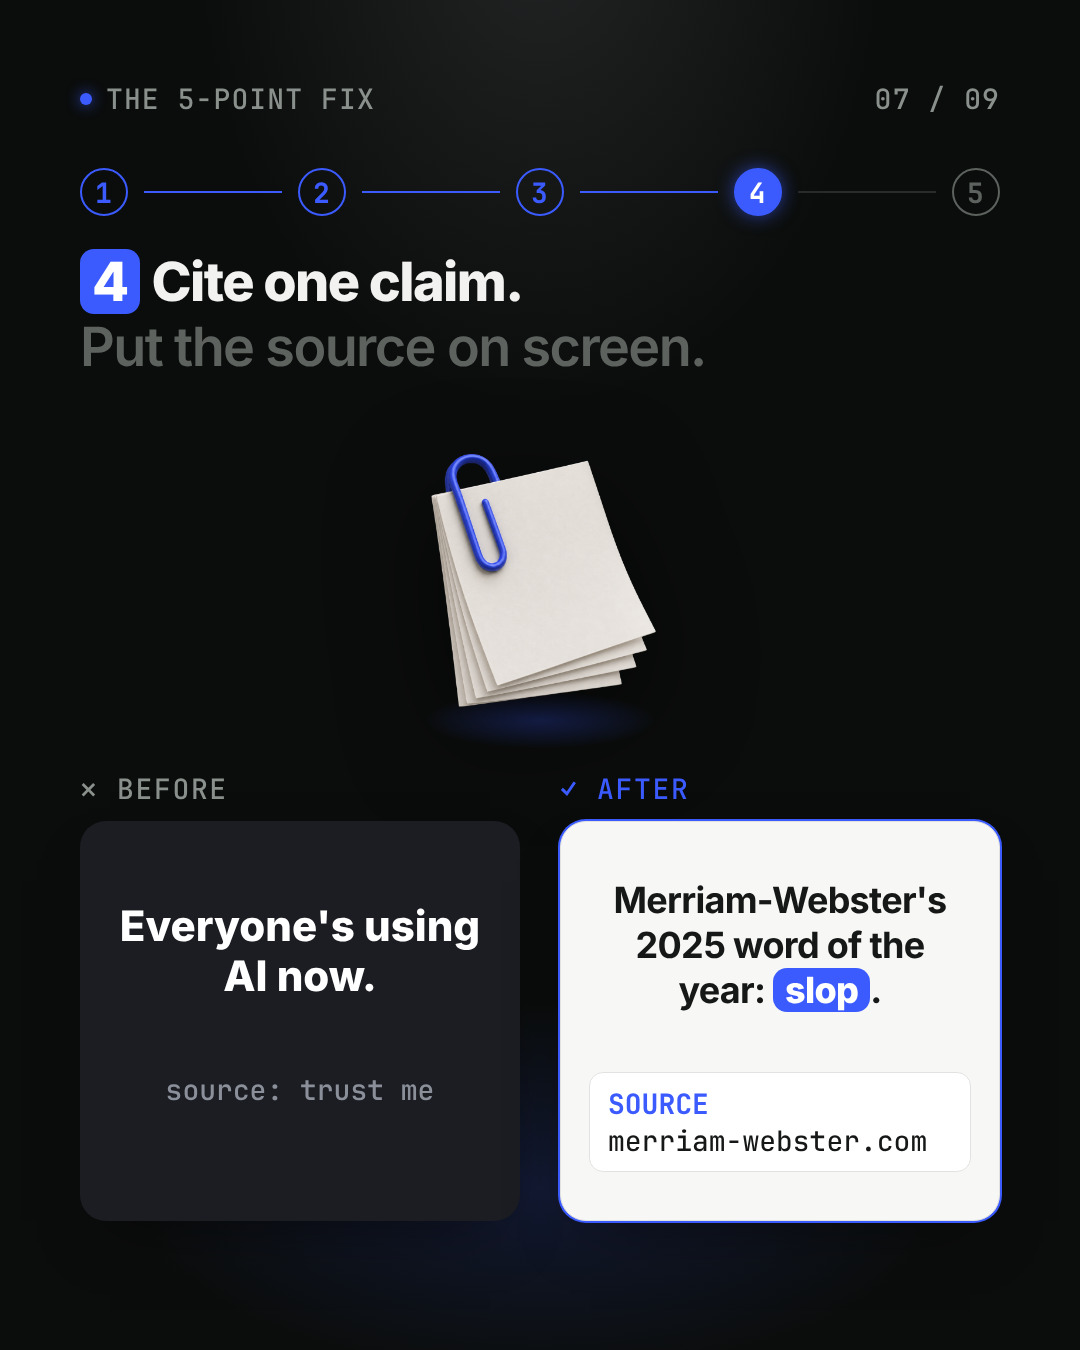 THE 5-POINT FIX
07 / 09
1 2 3 4 5
4 Cite one claim.
Put the source on screen.
× BEFORE
✓ AFTER
Everyone's using
AI now.
source: trust me
Merriam-Webster's
2025 word of the
year: slop.
SOURCE
merriam-webster.com